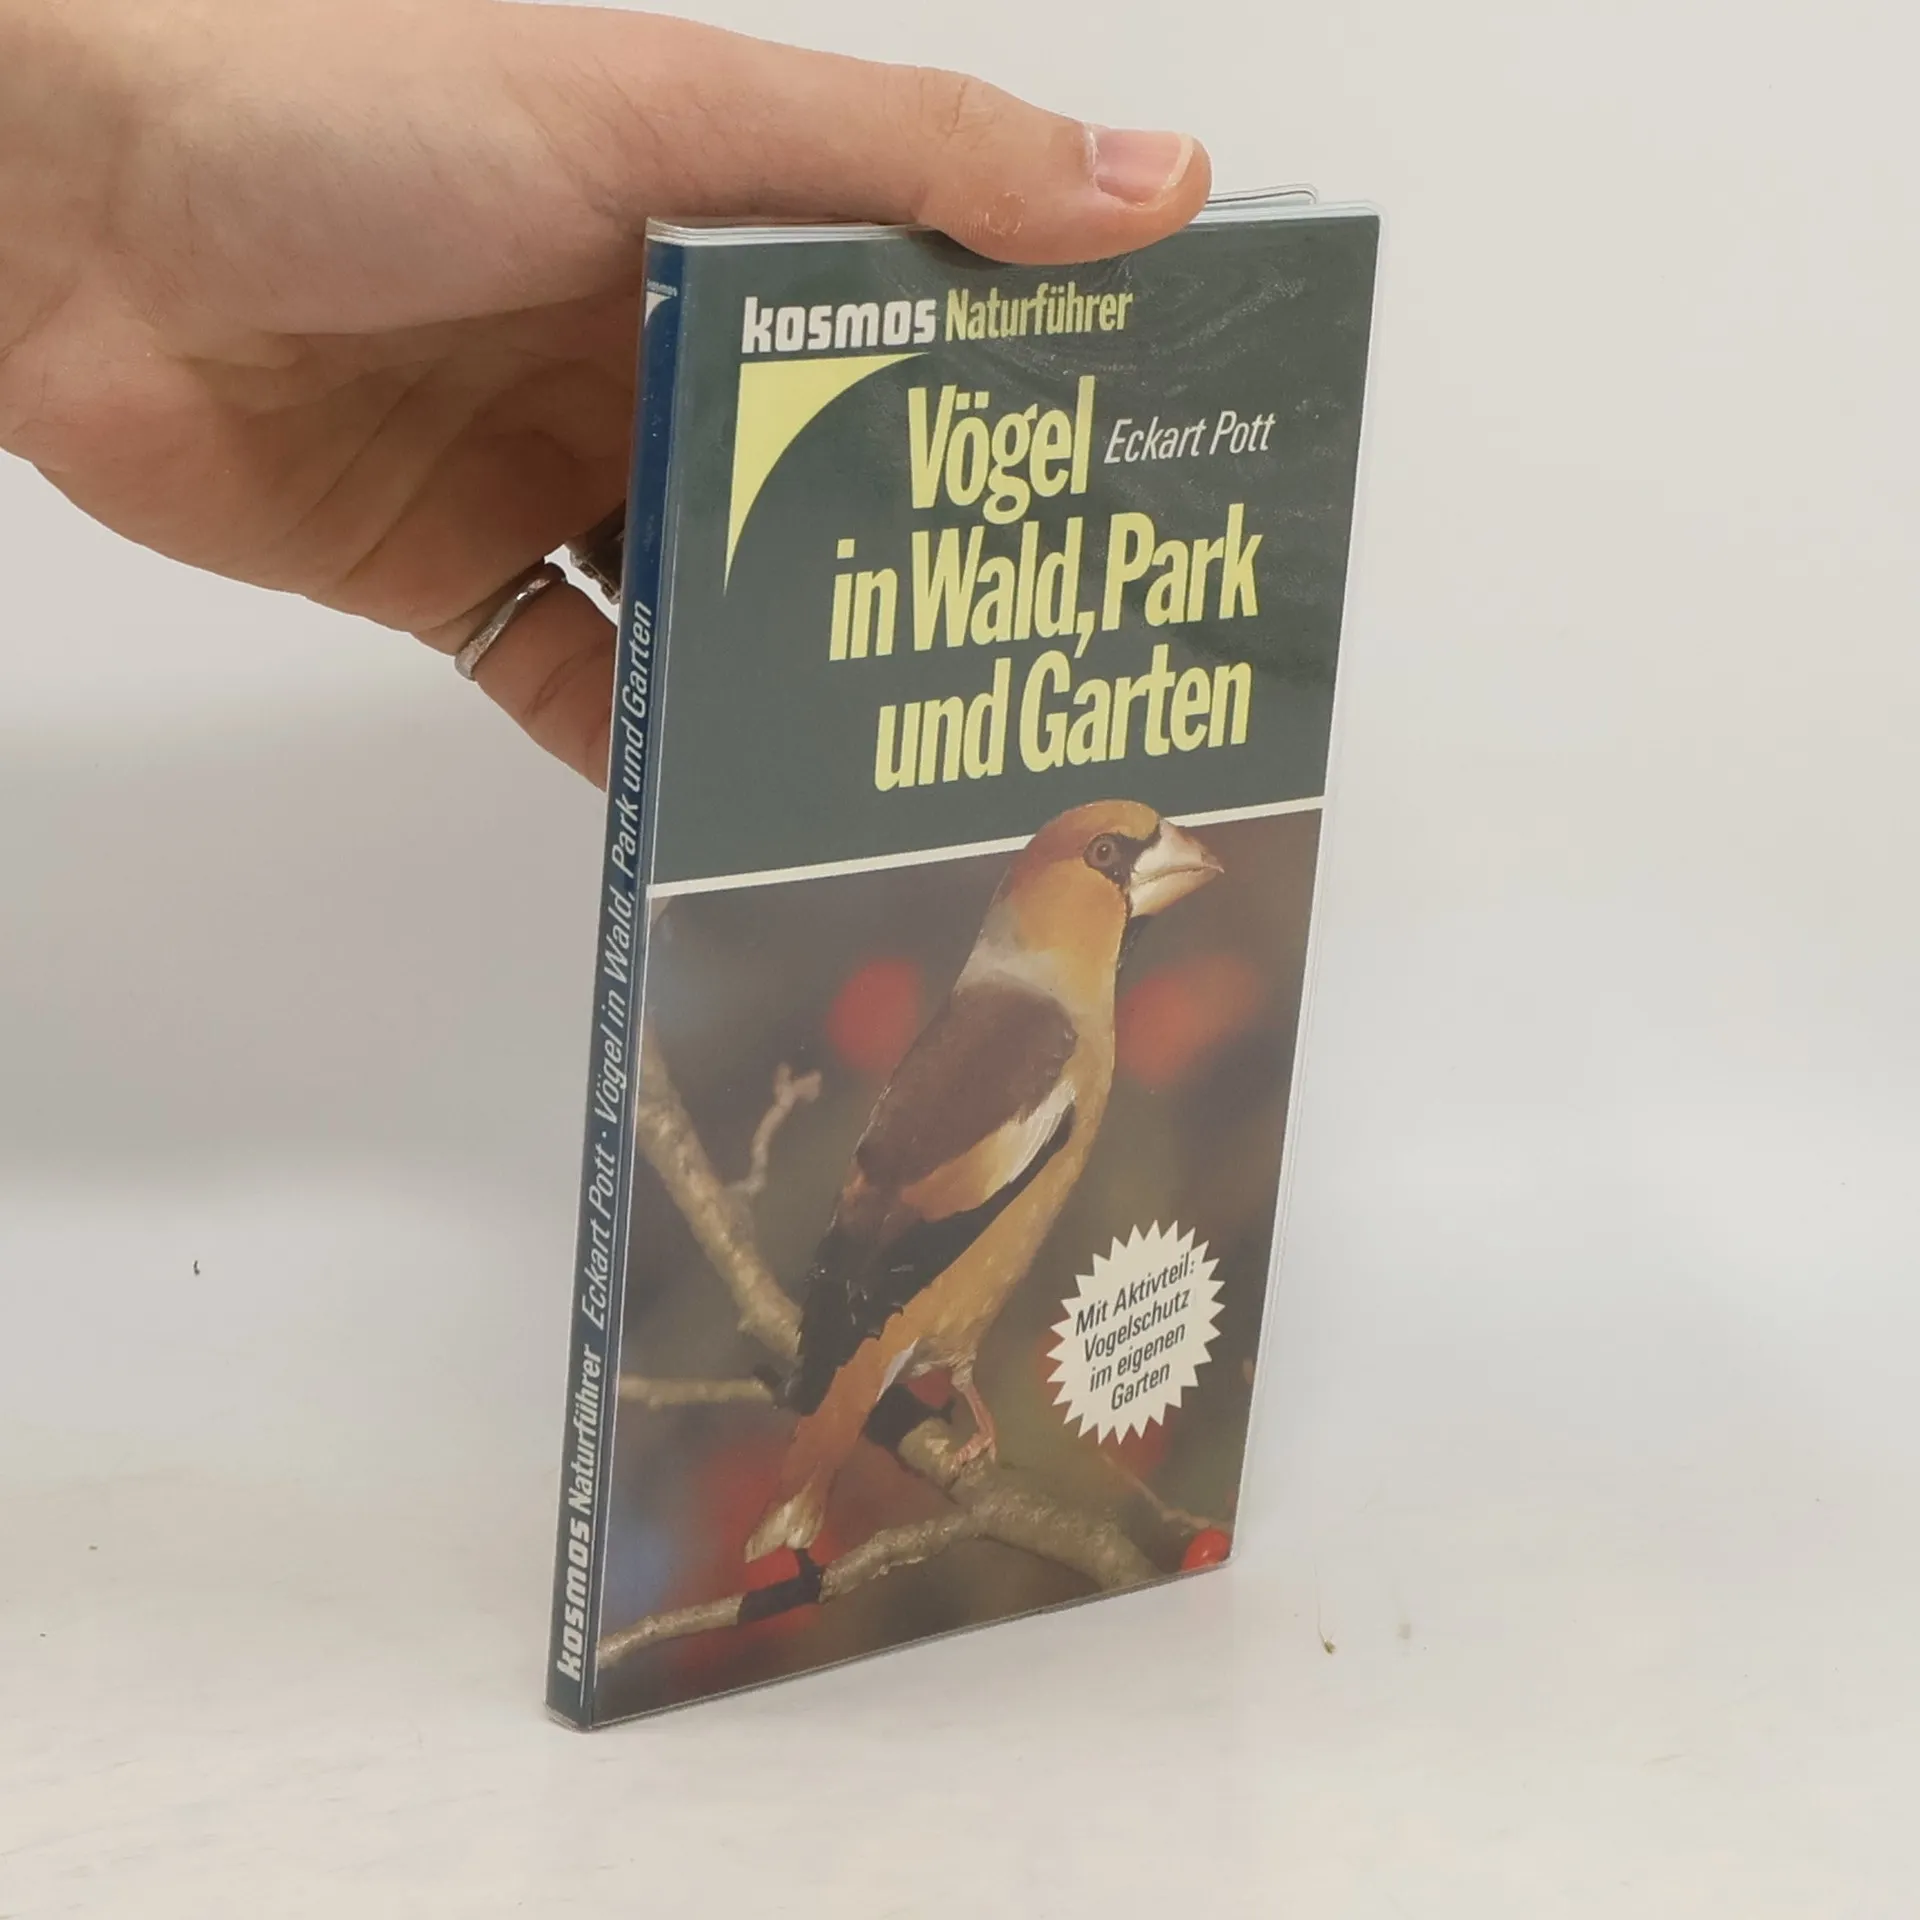 kosmos Naturführer
Vögel Eckart Pott
in Wald, Park
und Garten
Mit Aktivteil:
Vogelschutz
im eigenen
Garten
kosmos Naturführer Eckart Pott · Vögel in Wald, Park und Garten
kosmos